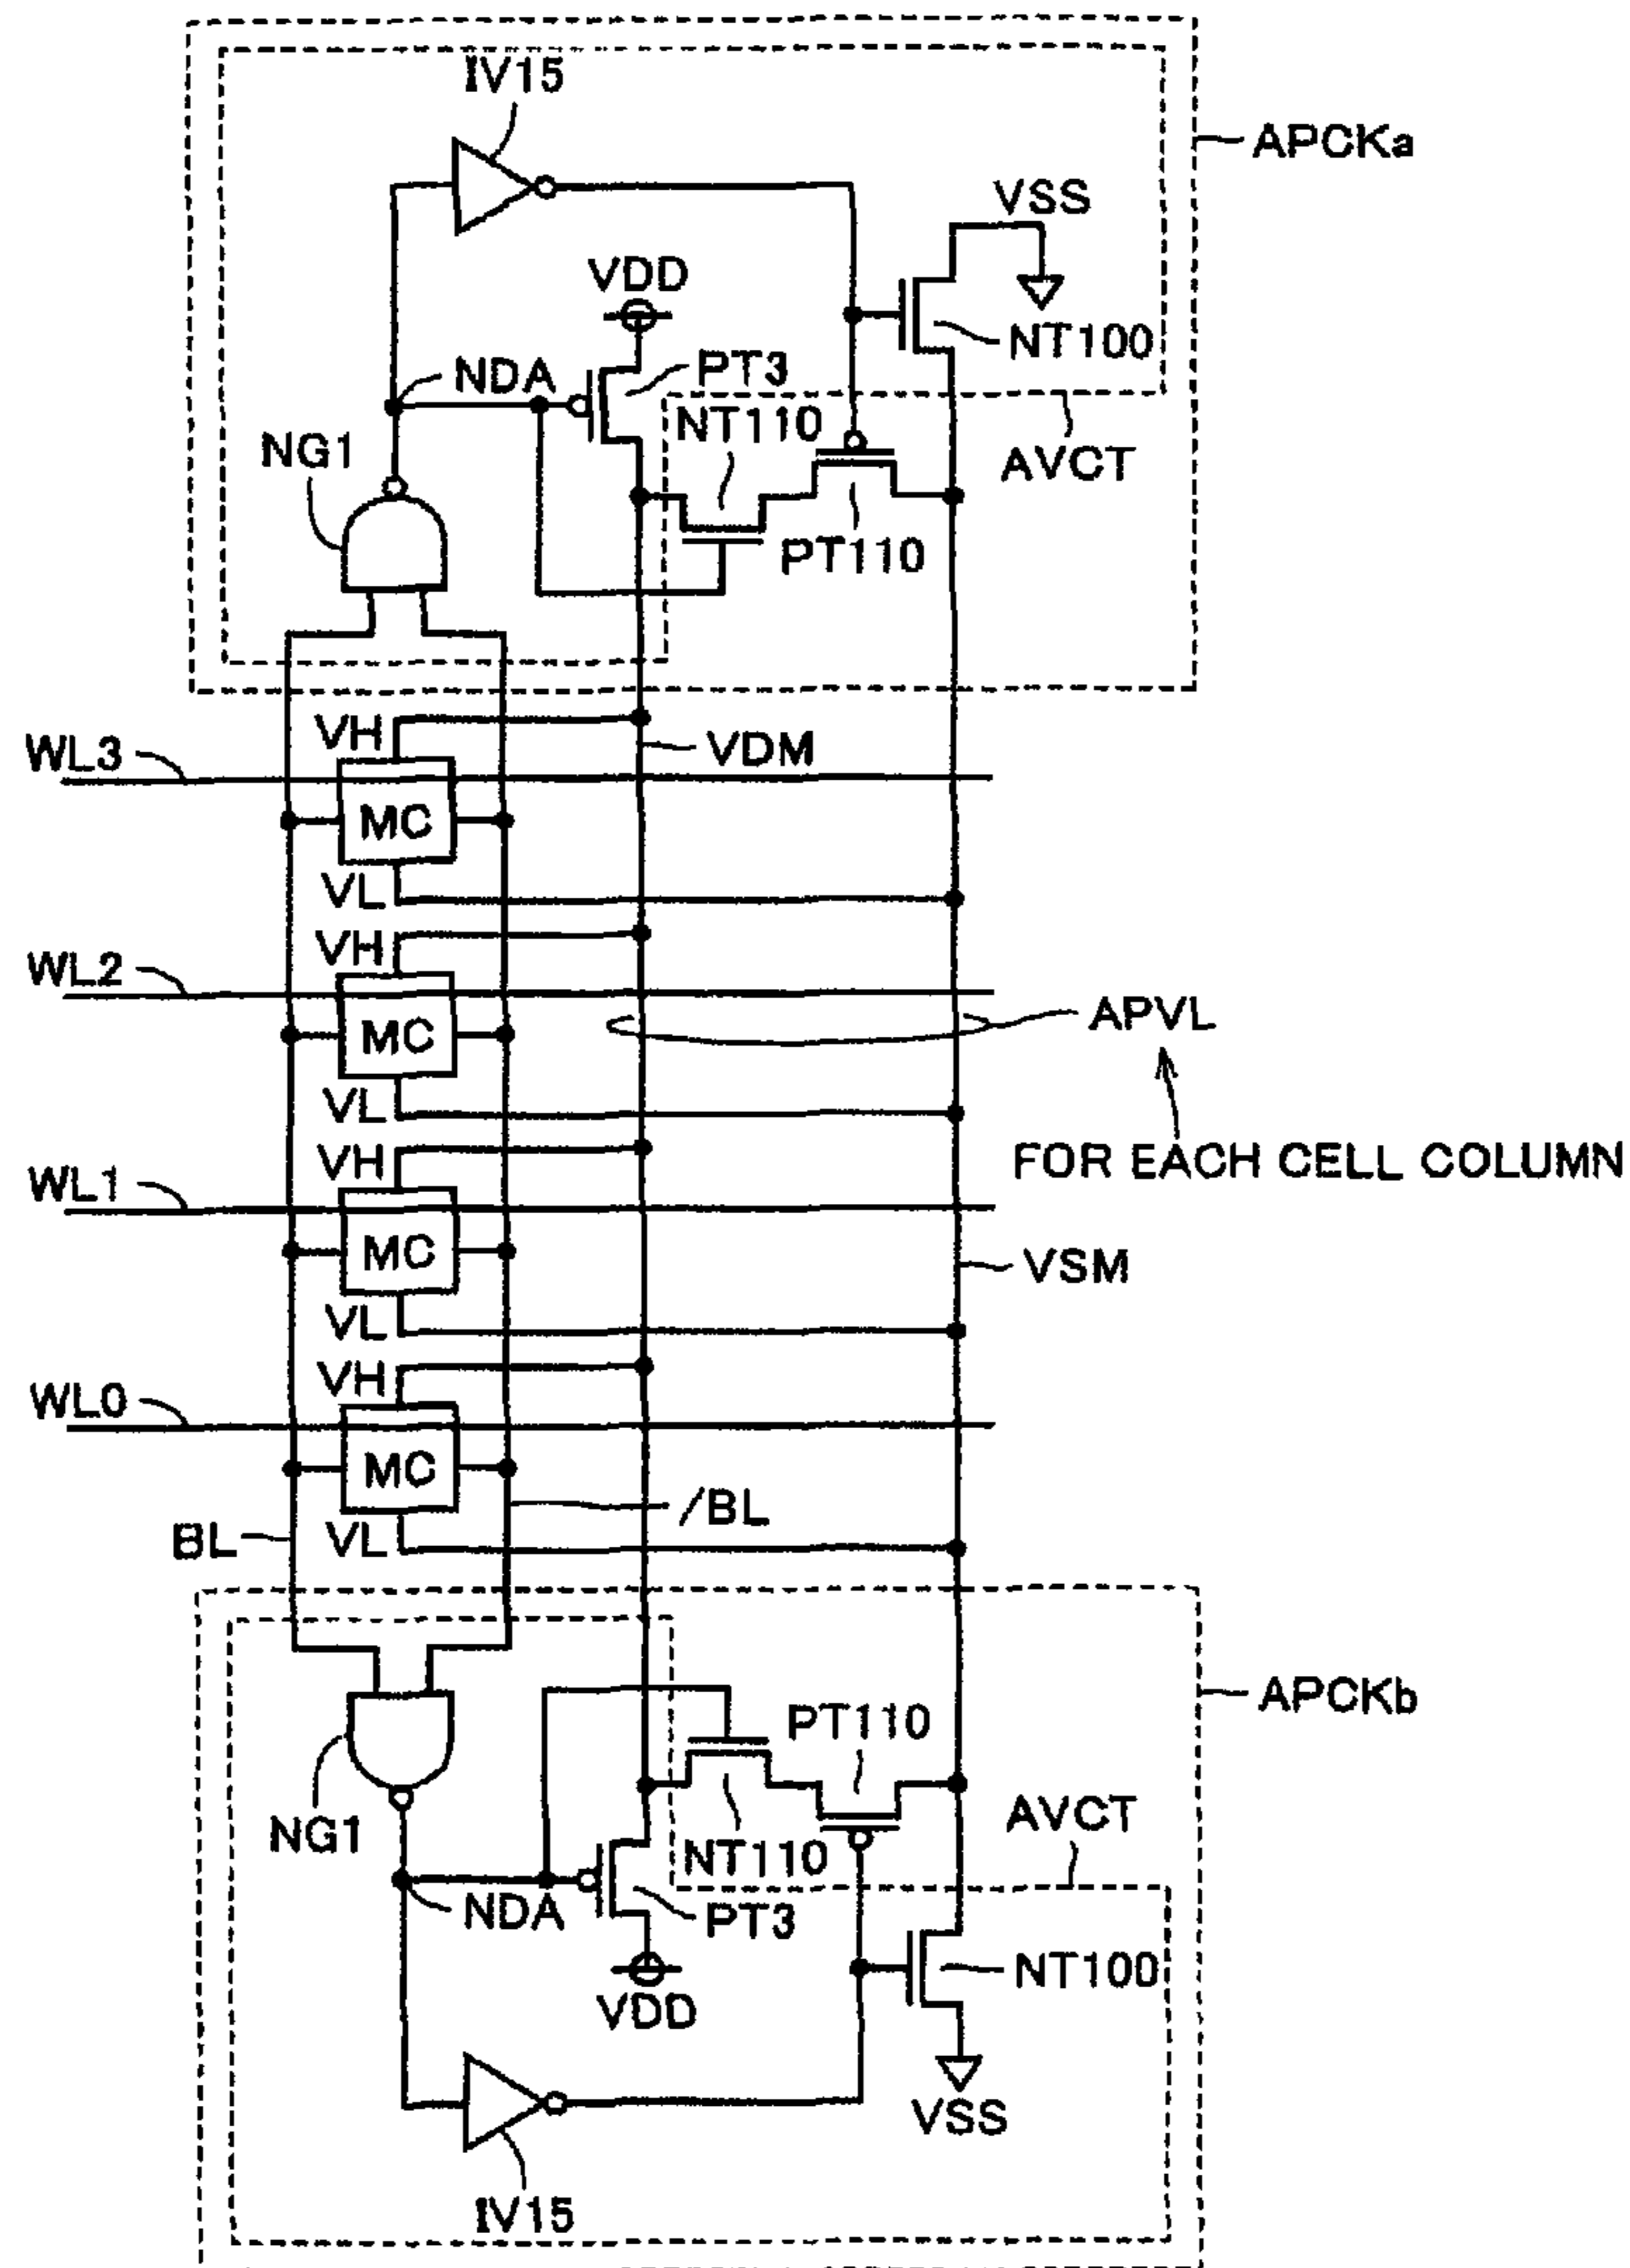 IV15
APCKa
VSS
VDD
NT100
NDA
PT3
NT110
NG1
AVCT
PT110
VH
VDM
WL3
MC
VL
VH
WL2
MC
APVL
VL
FOR EACH CELL COLUMN
VH
WL1
MC
VSM
VL
VH
WL0
MC
/BL
BL
VL
APCKb
PT110
AVCT
NG1
NT110
NDA
PT3
NT100
VDD
VSS
IV15